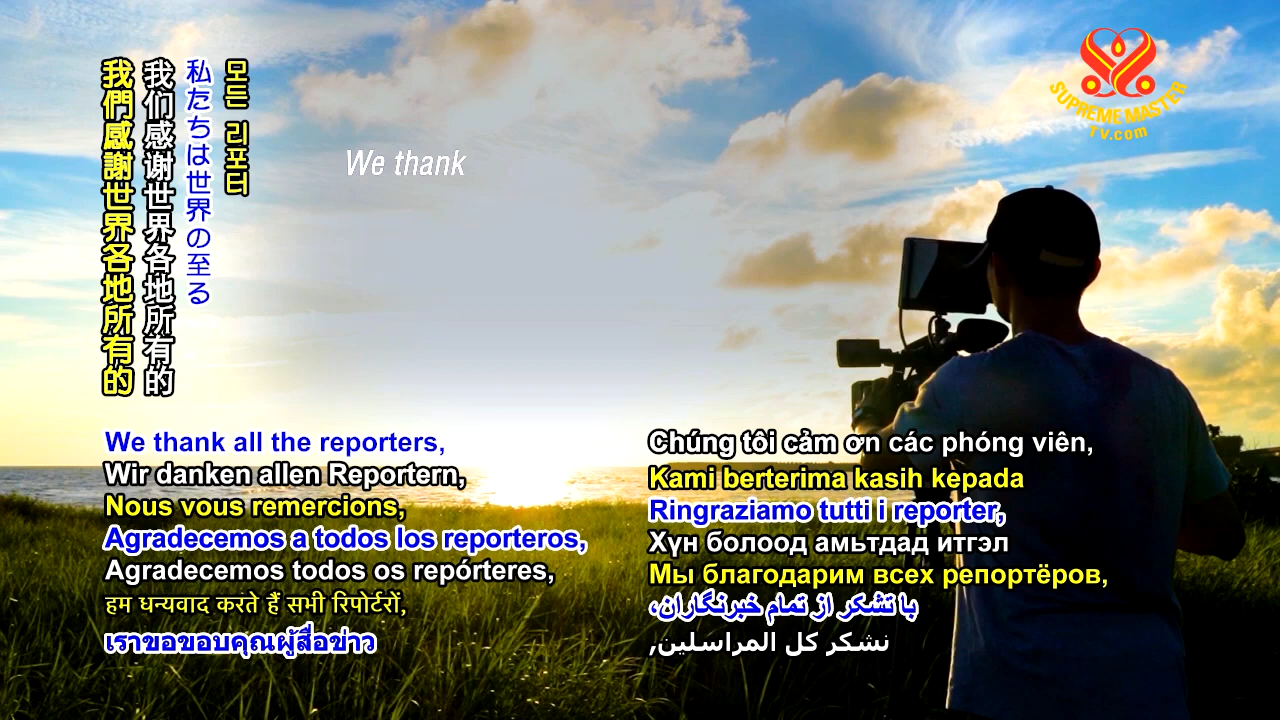 我們感謝世界各地所有的
我们感谢世界各地所有的
私たちは世界の至る
모든 리포터
We thank
SUPREME MASTER
TV.com
We thank all the reporters,
Wir danken allen Reportern,
Nous vous remercions,
Agradecemos a todos los reporteros,
Agradecemos todos os repórteres,
हम धन्यवाद करते हैं सभी रिपोर्टरों,
เราขอขอบคุณผู้สื่อข่าว
Chúng tôi cảm ơn các phóng viên,
Kami berterima kasih kepada
Ringraziamo tutti i reporter,
Хүн болоод амьтдад итгэл
Мы благодарим всех репортёров,
با تشکر از تمام خبرنگاران،
نشكر كل المراسلين,